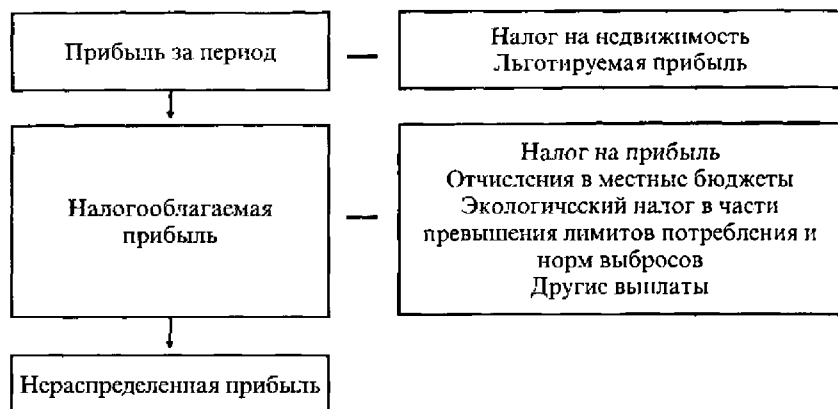 Прибыль за период
—
Налог на недвижимость
Льготируемая прибыль
Налогооблагаемая
прибыль
—
Налог на прибыль
Отчисления в местные бюджеты
Экологический налог в части
превышения лимитов потребления и
норм выбросов
Другие выплаты
Нераспределенная прибыль